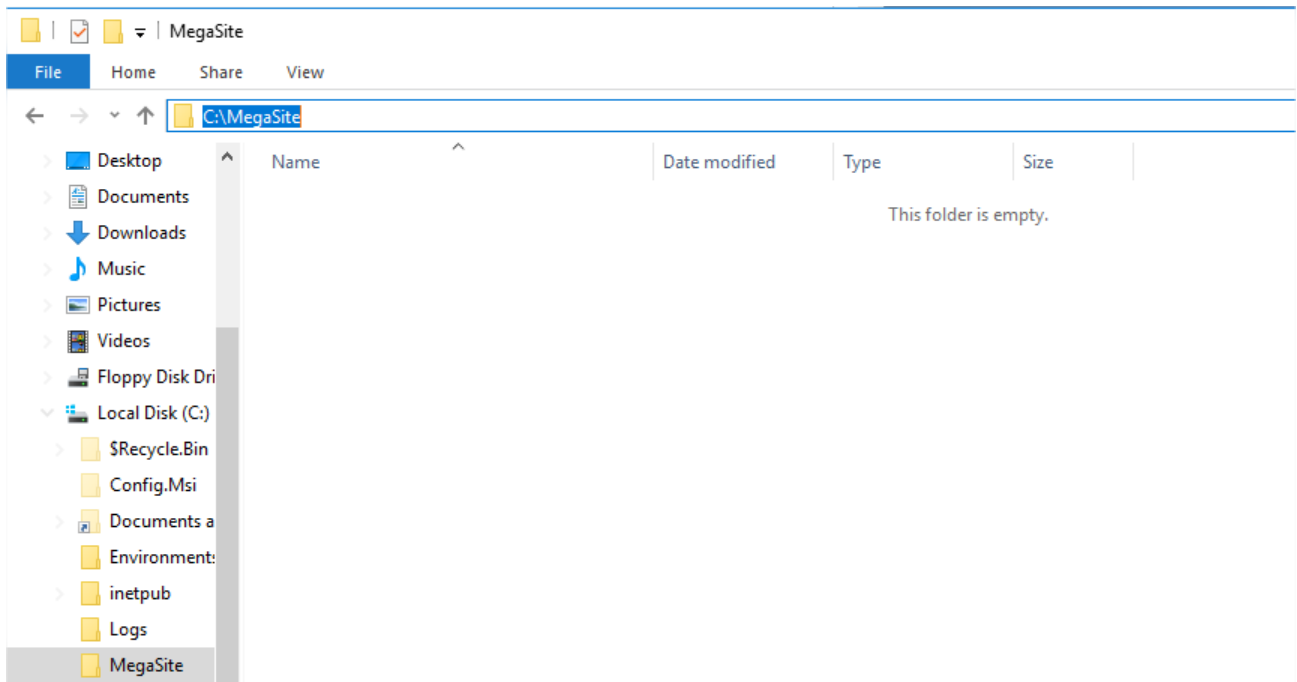 MegaSite
File Home Share View
C:\MegaSite
Name Date modified Type Size
This folder is empty.
Desktop
Documents
Downloads
Music
Pictures
Videos
Floppy Disk Dri
Local Disk (C:)
$Recycle.Bin
Config.Msi
Documents a
Environments
inetpub
Logs
MegaSite